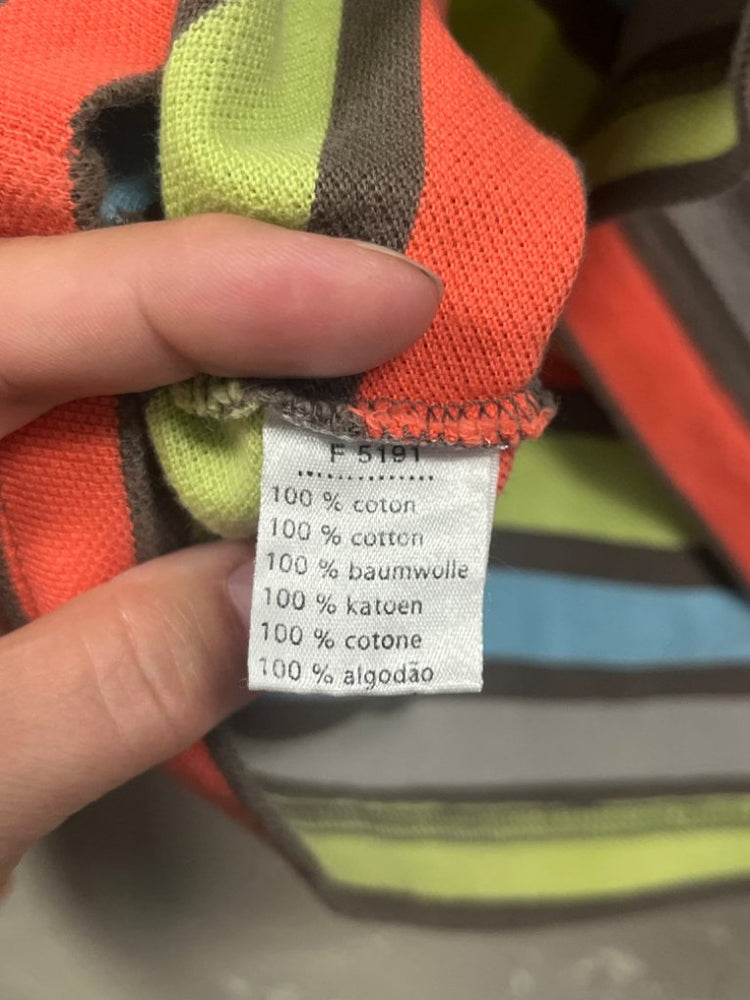 F 5191
100 % coton
100 % cotton
100 % baumwolle
100 % katoen
100 % cotone
100 % algodão